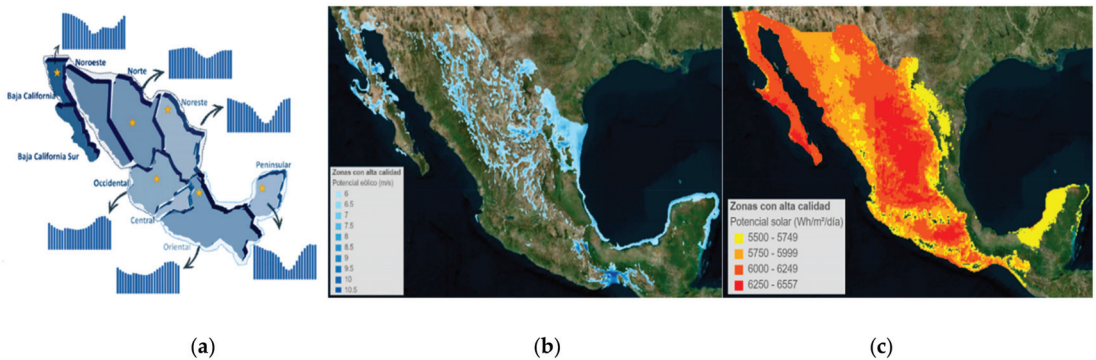 Noroeste
Norte
Noreste
Baja California
Baja California Sur
Occidental
Central
Oriental
Peninsular
(a)
Zonas con alta calidad
Potencial eólico (m/s)
6
6.5
7
7.5
8
8.5
9
9.5
10
10.5
(b)
Zonas con alta calidad
Potencial solar (Wh/m²/día)
5500 - 5749
5750 - 5999
6000 - 6249
6250 - 6557
(c)